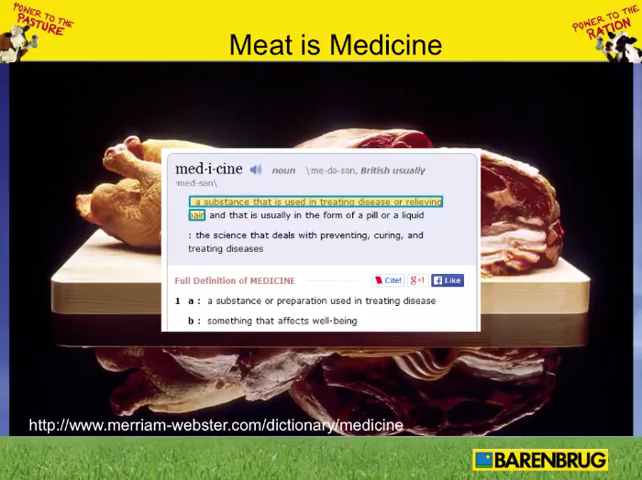 POWER TO THE
PASTURE
POWER TO THE
RATION
Meat is Medicine
med·i·cine noun \ˈme-də-sən, British usually
ˈmed-sən\
: a substance that is used in treating disease or relieving
pain and that is usually in the form of a pill or a liquid
: the science that deals with preventing, curing, and
treating diseases
Full Definition of MEDICINE
Cite! g+1 Like
1 a : a substance or preparation used in treating disease
b : something that affects well-being
http://www.merriam-webster.com/dictionary/medicine
BARENBRUG